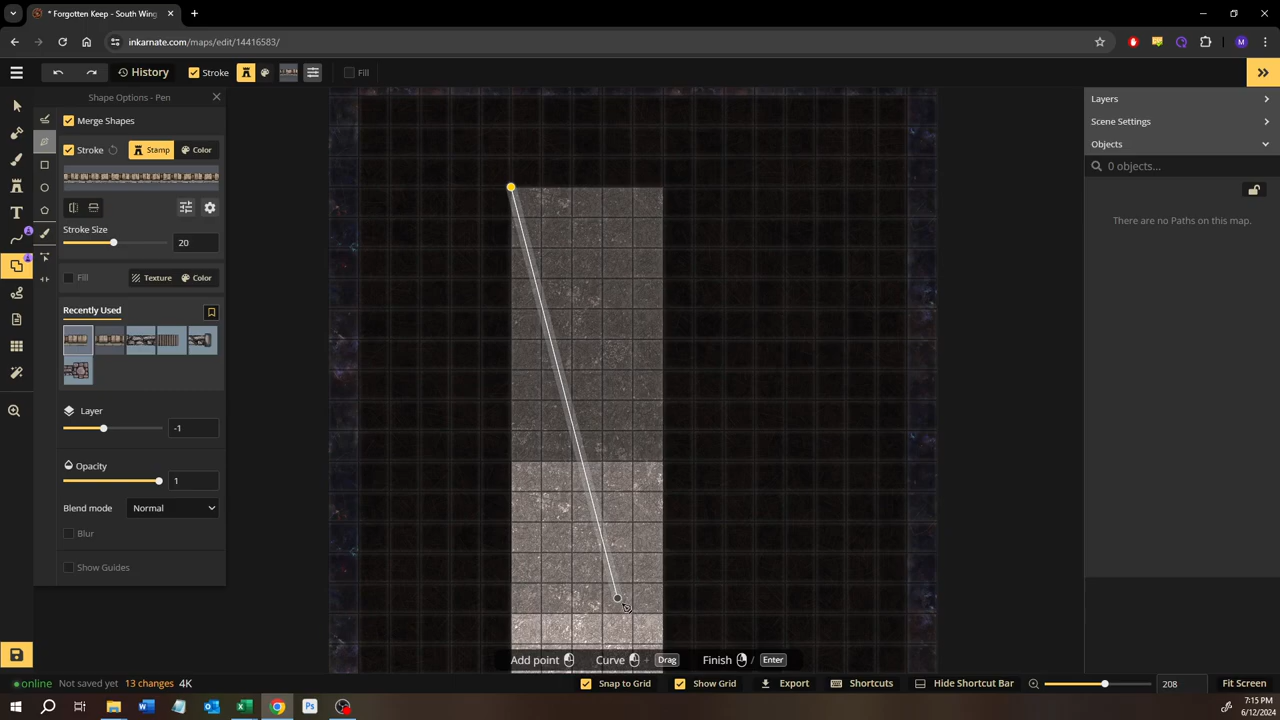 * Forgotten Keep - South Wing
inkarnate.com/maps/edit/14416583/
M
History
Stroke
Fill
Shape Options - Pen
Merge Shapes
Stroke
Stamp
Color
Stroke Size
20
Fill
Texture
Color
Recently Used
Layer
-1
Opacity
1
Blend mode
Normal
Blur
Show Guides
Layers
Scene Settings
Objects
0 objects...
There are no Paths on this map.
Add point
Curve + Drag
Finish / Enter
online
Not saved yet
13 changes
4K
Snap to Grid
Show Grid
Export
Shortcuts
Hide Shortcut Bar
208
Fit Screen
7:15 PM
6/12/2024